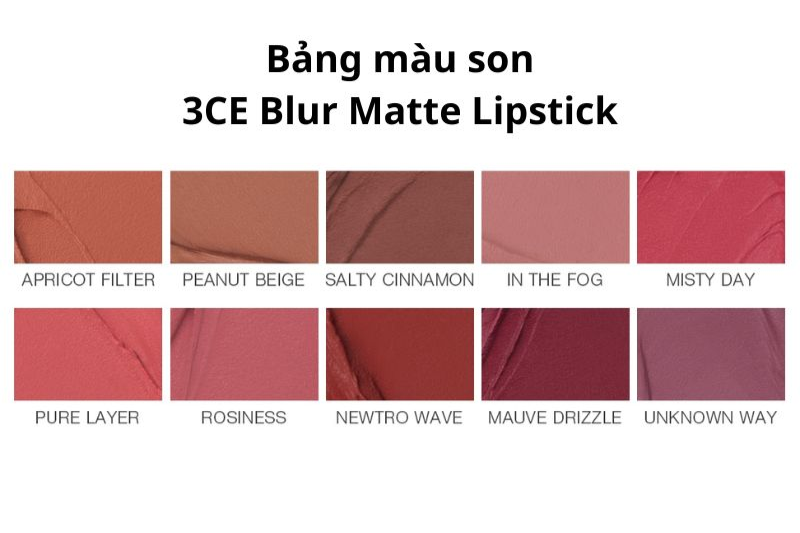 Bảng màu son
3CE Blur Matte Lipstick
APRICOT FILTER
PEANUT BEIGE
SALTY CINNAMON
IN THE FOG
MISTY DAY
PURE LAYER
ROSINESS
NEWTRO WAVE
MAUVE DRIZZLE
UNKNOWN WAY